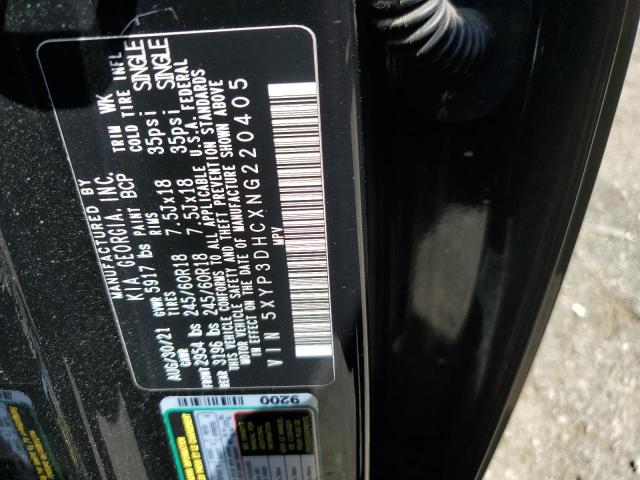 MANUFACTURED BY
KIA GEORGIA, INC.
AUG/30/21 GVWR 5917 lbs PAINT BCP TRIM WK
GAWR TIRES RIMS COLD TIRE INFL
FRONT 2954 lbs 245/60R18 7.5Jx18 35psi SINGLE
REAR 3196 lbs 245/60R18 7.5Jx18 35psi SINGLE
THIS VEHICLE CONFORMS TO ALL APPLICABLE U.S.A. FEDERAL
MOTOR VEHICLE SAFETY AND THEFT PREVENTION STANDARDS
IN EFFECT ON THE DATE OF MANUFACTURE SHOWN ABOVE
VIN 5XYP3DHCXNG220405
MPV
9200